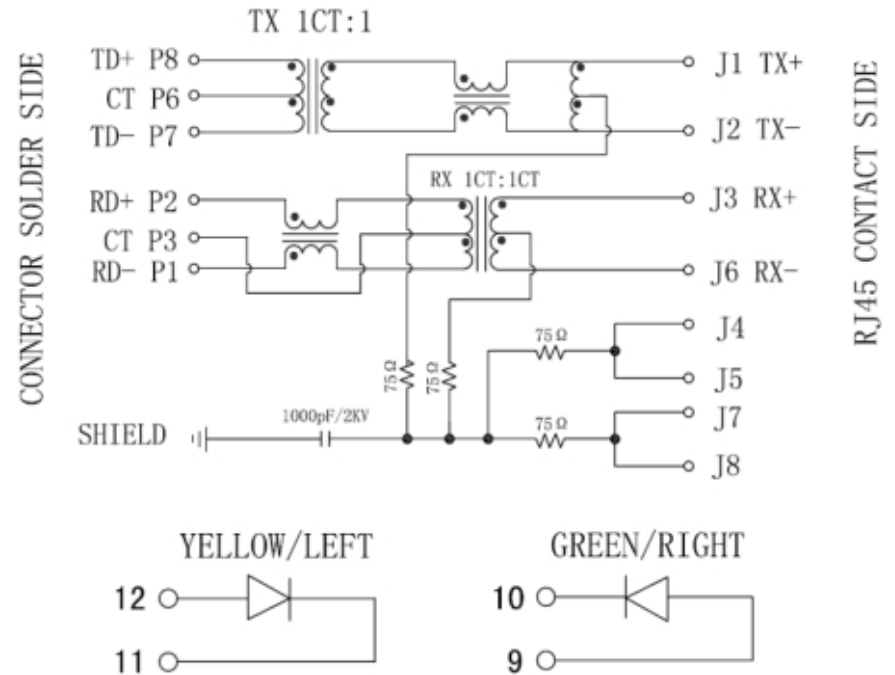 TX 1CT:1
CONNECTOR SOLDER SIDE
TD+ P8
CT P6
TD- P7
J1 TX+
J2 TX-
RJ45 CONTACT SIDE
RX 1CT:1CT
RD+ P2
CT P3
RD- P1
J3 RX+
J6 RX-
75Ω
J4
J5
75Ω
75Ω
75Ω
J7
J8
SHIELD
1000pF/2KV
YELLOW/LEFT
12
11
GREEN/RIGHT
10
9